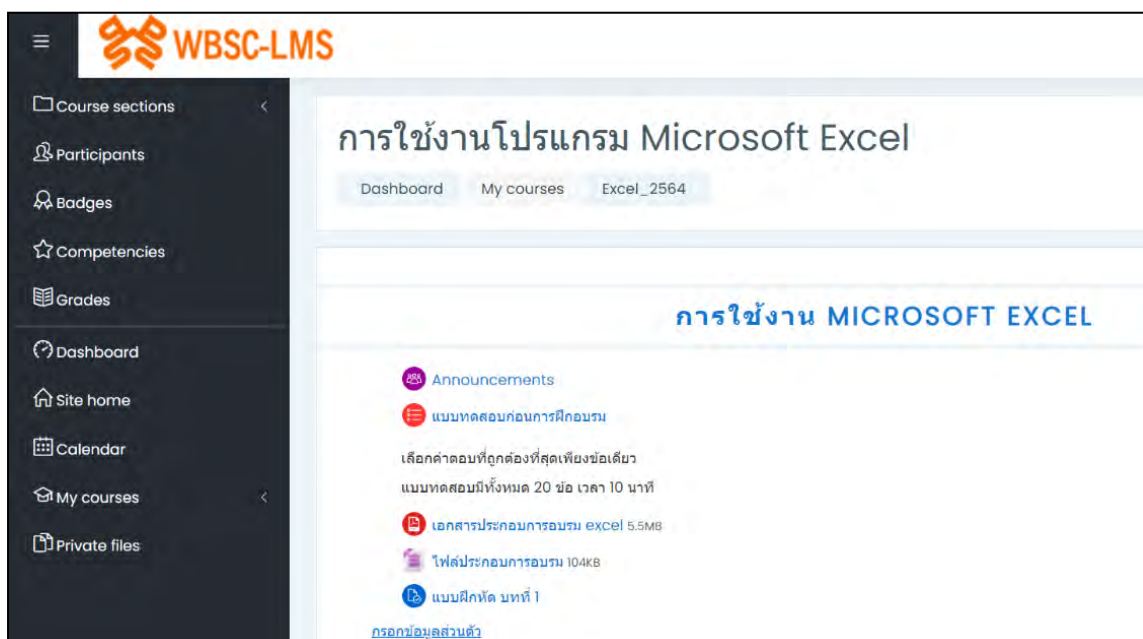 WBSC-LMS
Course sections
Participants
Badges
Competencies
Grades
Dashboard
Site home
Calendar
My courses
Private files
การใช้งานโปรแกรม Microsoft Excel
Dashboard My courses Excel_2564
การใช้งาน MICROSOFT EXCEL
Announcements
แบบทดสอบก่อนการฝึกอบรม
เลือกคำตอบที่ถูกต้องที่สุดเพียงข้อเดียว
แบบทดสอบมีทั้งหมด 20 ข้อ เวลา 10 นาที
เอกสารประกอบการอบรม excel 5.5MB
ไฟล์ประกอบการอบรม 104KB
แบบฝึกหัด บทที่ 1
กรอกข้อมูลส่วนตัว